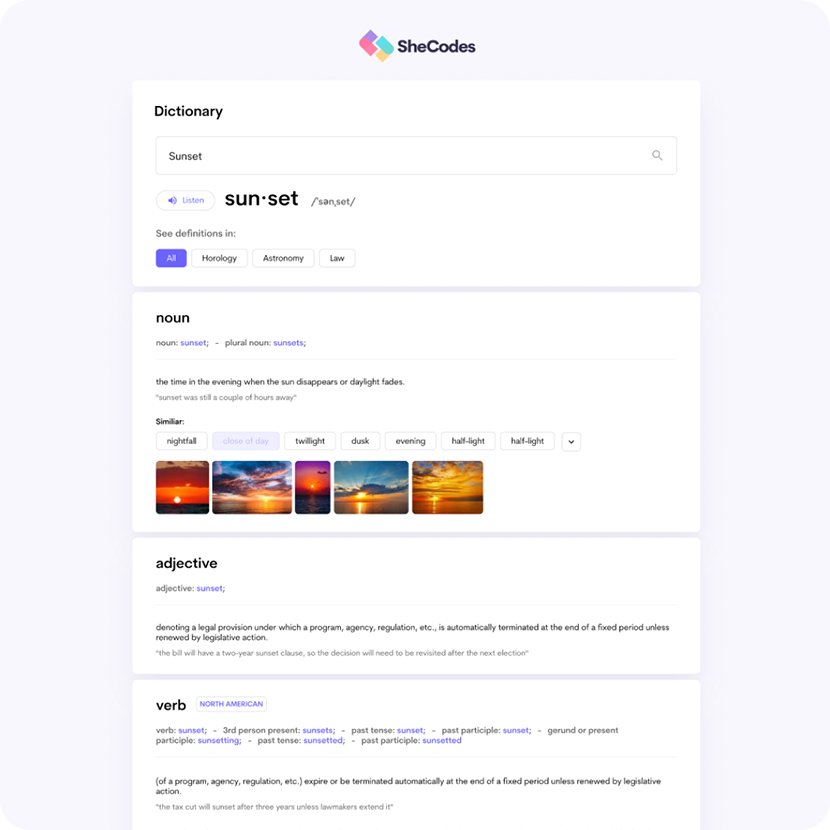 SheCodes
Dictionary
Sunset
Listen
sun·set
/ˈsənˌset/
See definitions in:
All
Horology
Astronomy
Law
noun
noun: sunset; - plural noun: sunsets;
the time in the evening when the sun disappears or daylight fades.
"sunset was still a couple of hours away"
Similiar:
nightfall
close of day
twillight
dusk
evening
half-light
half-light
adjective
adjective: sunset;
denoting a legal provision under which a program, agency, regulation, etc., is automatically terminated at the end of a fixed period unless
renewed by legislative action.
"the bill will have a two-year sunset clause, so the decision will need to be revisited after the next election"
verb
NORTH AMERICAN
verb: sunset; - 3rd person present: sunsets; - past tense: sunset; - past participle: sunset; - gerund or present
participle: sunsetting; - past tense: sunsetted; - past participle: sunsetted
(of a program, agency, regulation, etc.) expire or be terminated automatically at the end of a fixed period unless renewed by legislative
action.
"the tax cut will sunset after three years unless lawmakers extend it"